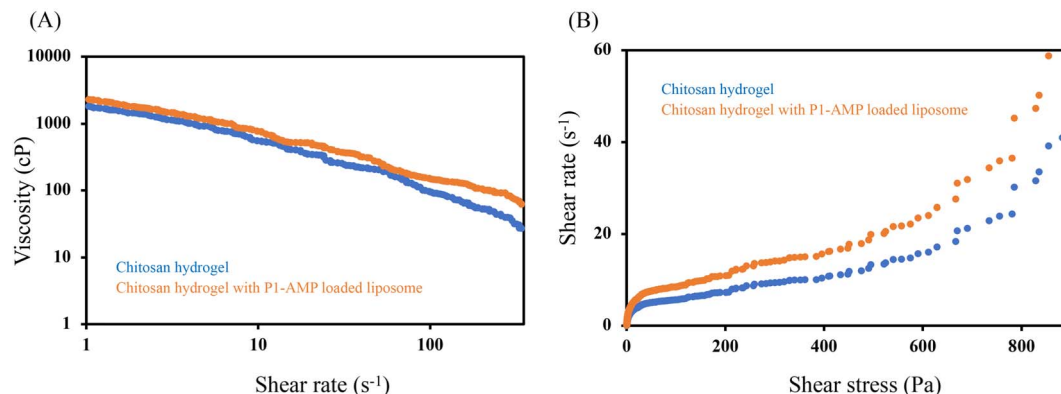 (A)
Viscosity (cP)
10000
1000
100
10
1
Chitosan hydrogel
Chitosan hydrogel with P1-AMP loaded liposome
1 10 100
Shear rate (s⁻¹)
(B)
Shear rate (s⁻¹)
60
40
20
0
Chitosan hydrogel
Chitosan hydrogel with P1-AMP loaded liposome
0 200 400 600 800
Shear stress (Pa)